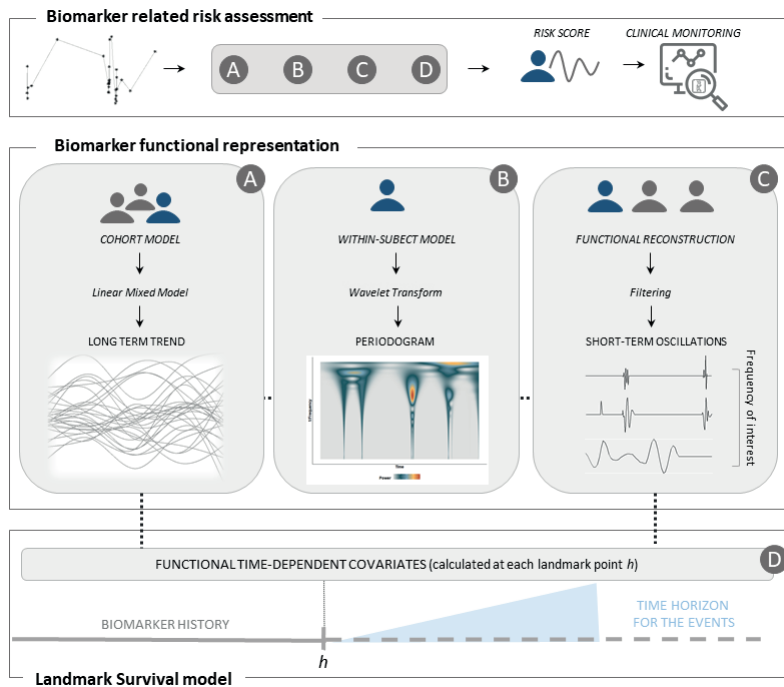 Biomarker related risk assessment
A B C D
RISK SCORE
CLINICAL MONITORING
Biomarker functional representation
A
COHORT MODEL
Linear Mixed Model
LONG TERM TREND
B
WITHIN-SUBECT MODEL
Wavelet Transform
PERIODOGRAM
Time
Power
C
FUNCTIONAL RECONSTRUCTION
Filtering
SHORT-TERM OSCILLATIONS
Frequency of interest
D
FUNCTIONAL TIME-DEPENDENT COVARIATES (calculated at each landmark point h)
BIOMARKER HISTORY
TIME HORIZON
FOR THE EVENTS
h
Landmark Survival model